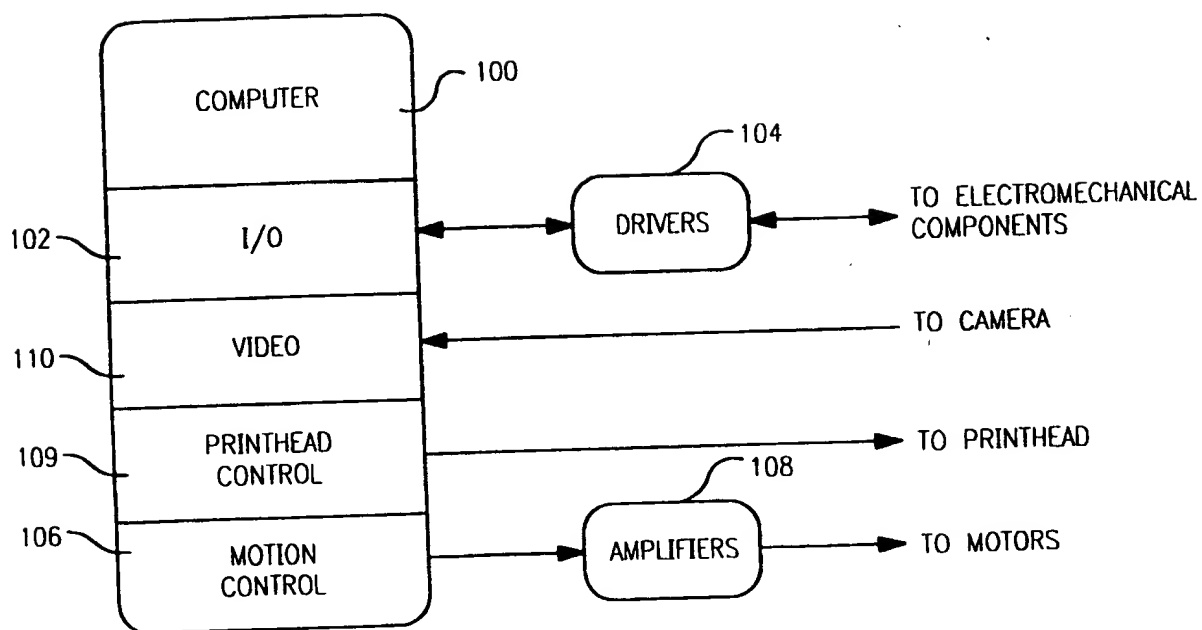 COMPUTER
100
104
I/O
102
DRIVERS
TO ELECTROMECHANICAL
COMPONENTS
VIDEO
110
TO CAMERA
PRINTHEAD
CONTROL
109
TO PRINTHEAD
108
106
MOTION
CONTROL
AMPLIFIERS
TO MOTORS